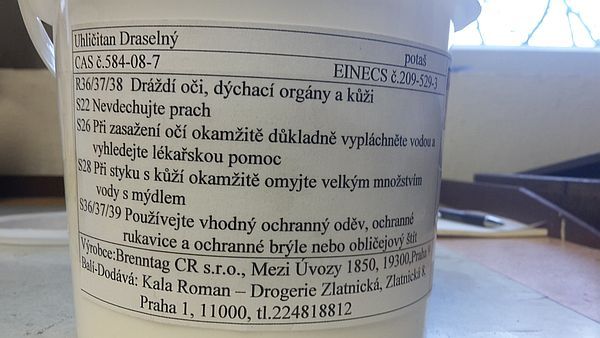 Uhličitan Draselný potaš
CAS č.584-08-7 EINECS č.209-529-3
R36/37/38 Dráždí oči, dýchací orgány a kůži
S22 Nevdechujte prach
S26 Při zasažení očí okamžitě důkladně vypláchněte vodou a
vyhledejte lékařskou pomoc
S28 Při styku s kůží okamžitě omyjte velkým množstvím
vody s mýdlem
S36/37/39 Používejte vhodný ochranný oděv, ochranné
rukavice a ochranné brýle nebo obličejový štít
Výrobce:Brenntag CR s.r.o., Mezi Úvozy 1850, 19300,Praha 9
Balí-Dodává: Kala Roman – Drogerie Zlatnická, Zlatnická 8,
Praha 1, 11000, tl.224818812